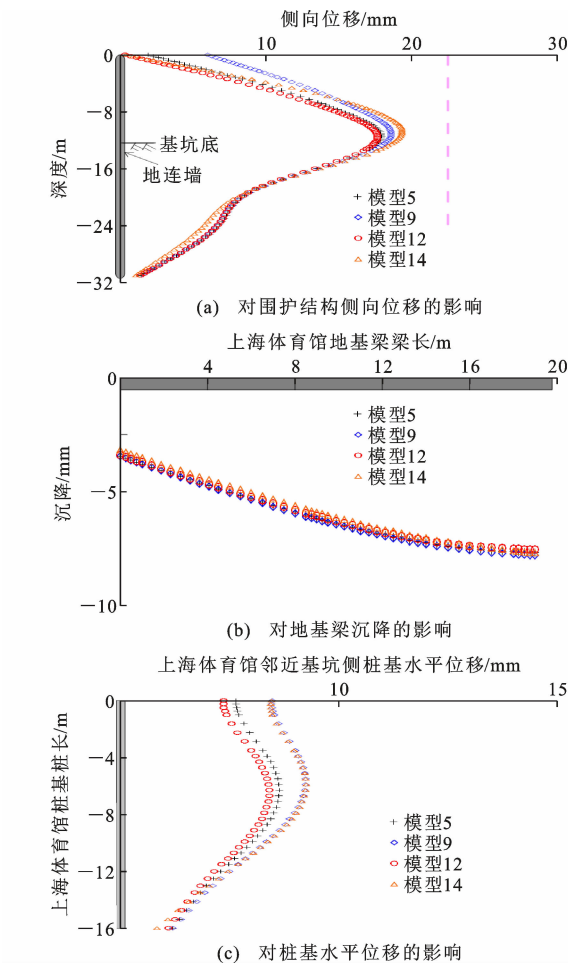 侧向位移/mm
0
10
20
30
0
−8
−16
−24
−32
深度/m
基坑底
地连墙
模型5
模型9
模型12
模型14
(a) 对围护结构侧向位移的影响
上海体育馆地基梁梁长/m
0
4
8
12
16
20
−5
−10
沉降/mm
模型5
模型9
模型12
模型14
(b) 对地基梁沉降的影响
上海体育馆邻近基坑侧桩基水平位移/mm
0
10
15
−4
−8
−12
−16
上海体育馆桩基桩长/m
模型5
模型9
模型12
模型14
(c) 对桩基水平位移的影响